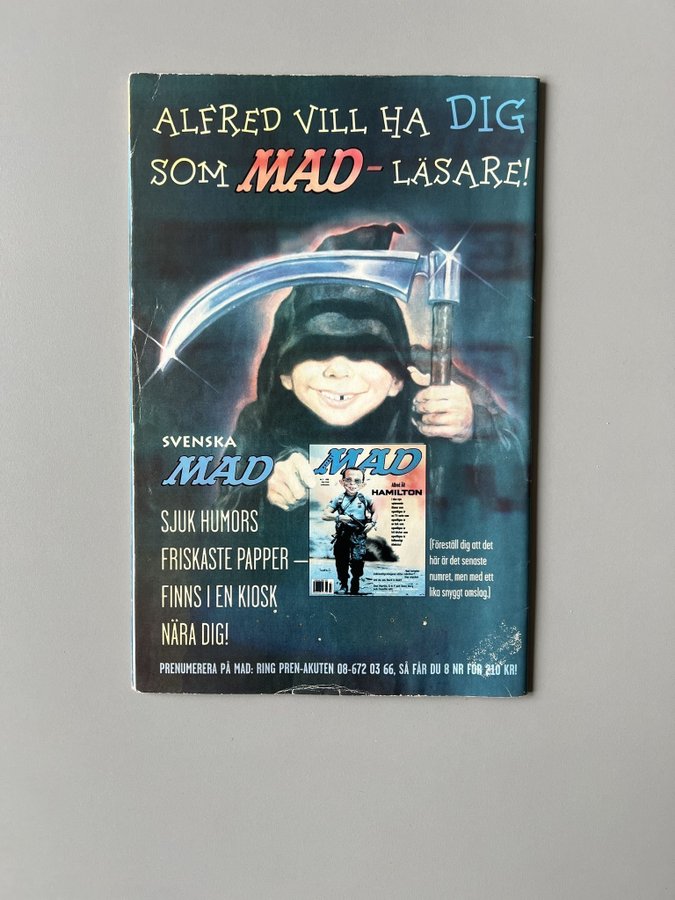 ALFRED VILL HA DIG
SOM MAD- LÄSARE!
SVENSKA
MAD
SJUK HUMORS
FRISKASTE PAPPER –
FINNS I EN KIOSK
NÄRA DIG!
MAD
HAMILTON
(Föreställ dig att det
här är det senaste
numret, men med ett
lika snyggt omslag.)
PRENUMERERA PÅ MAD: RING PREN-AKUTEN 08-672 03 66, SÅ FÅR DU 8 NR FÖR 210 KR!